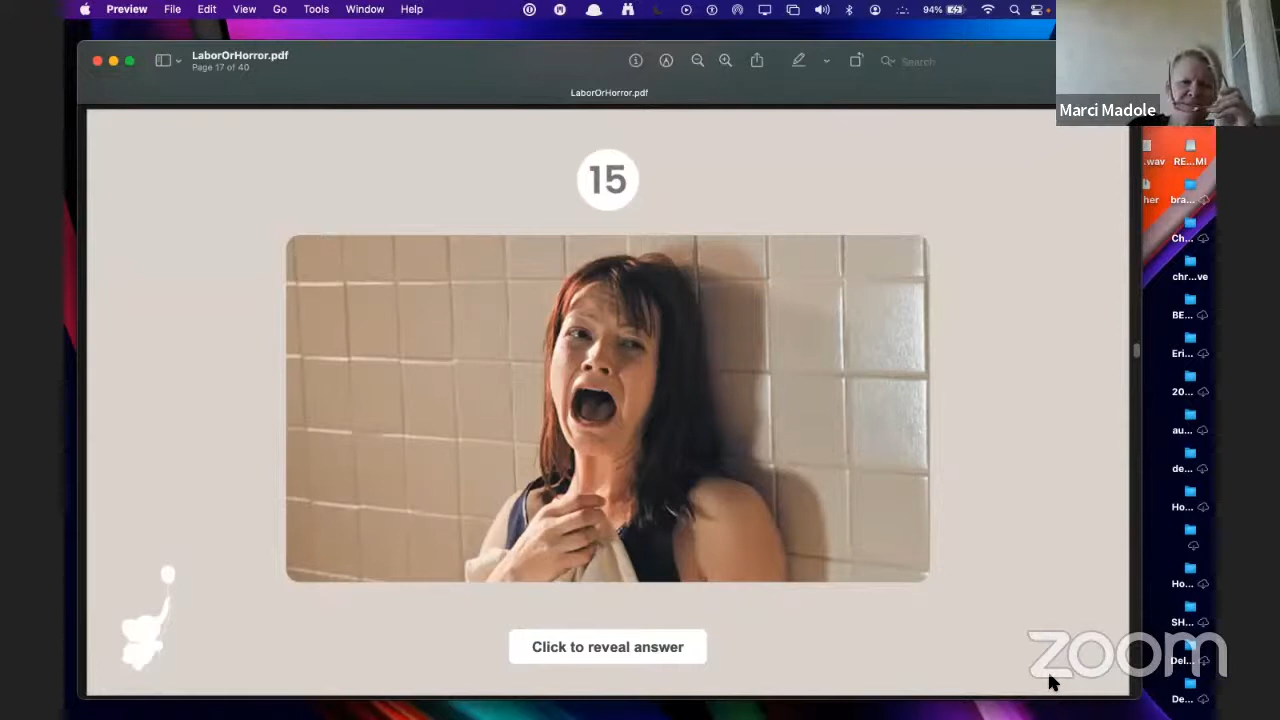 Preview File Edit View Go Tools Window Help 94%
LaborOrHorror.pdf
Page 17 of 40
Search
LaborOrHorror.pdf
Marci Madole
15
Click to reveal answer
.wav RE...MI
her bra...
Ch...
chr...ve
BE...
Eri...
20...
au...
de...
Ho...
Ho...
SH...
Del...
De...
zoom